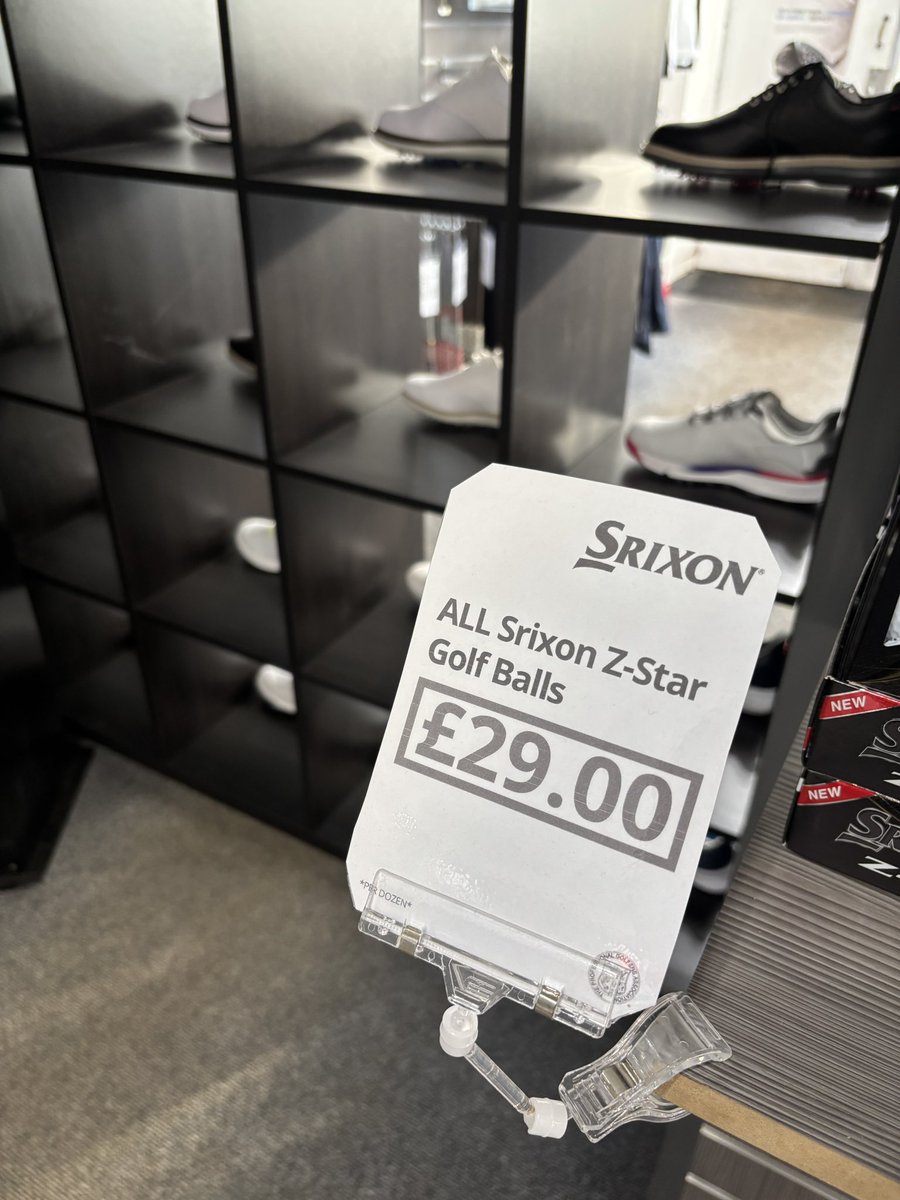 SRIXON®
ALL Srixon Z-Star
Golf Balls
£29.00
*PER DOZEN*
NEW
NEW